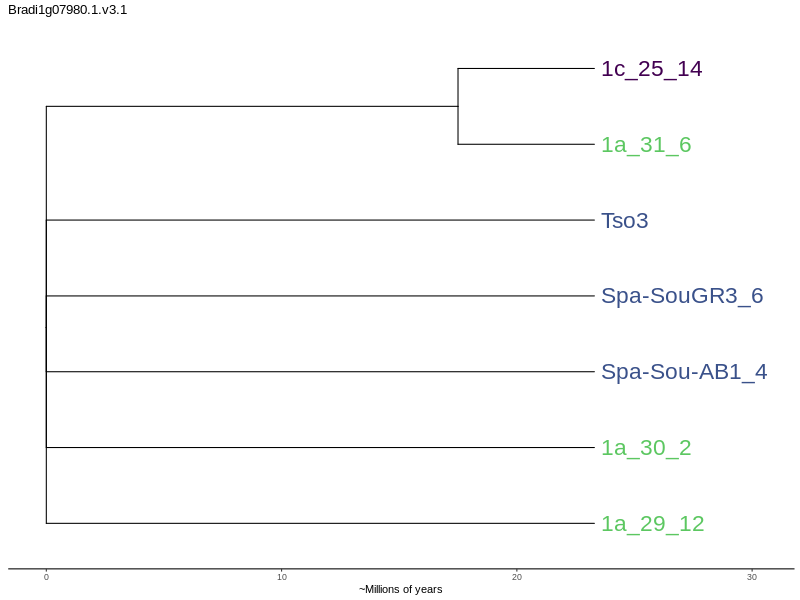 Bradi1g07980.1.v3.1
1c_25_14
1a_31_6
Tso3
Spa-SouGR3_6
Spa-Sou-AB1_4
1a_30_2
1a_29_12
0 10 20 30
~Millions of years